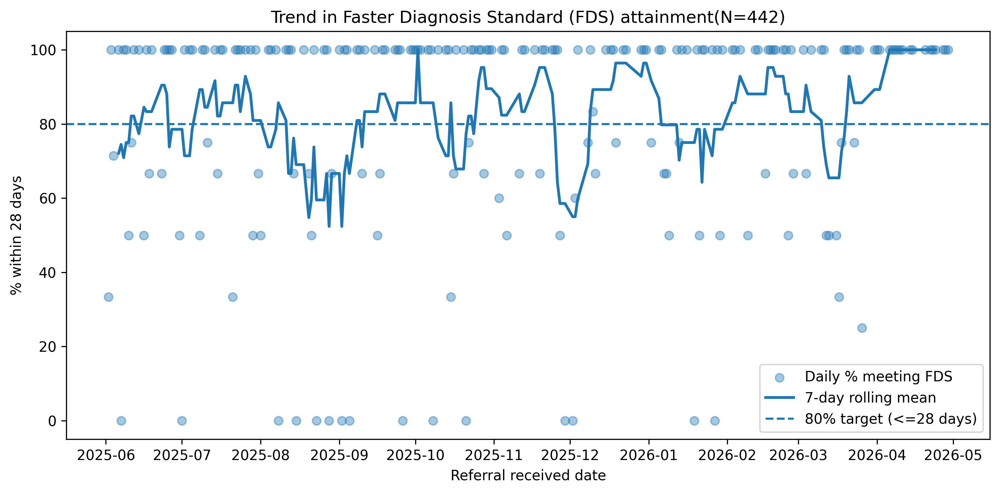 Trend in Faster Diagnosis Standard (FDS) attainment(N=442)
% within 28 days
100
80
60
40
20
0
Daily % meeting FDS
7-day rolling mean
80% target (<=28 days)
2025-06 2025-07 2025-08 2025-09 2025-10 2025-11 2025-12 2026-01 2026-02 2026-03 2026-04 2026-05
Referral received date